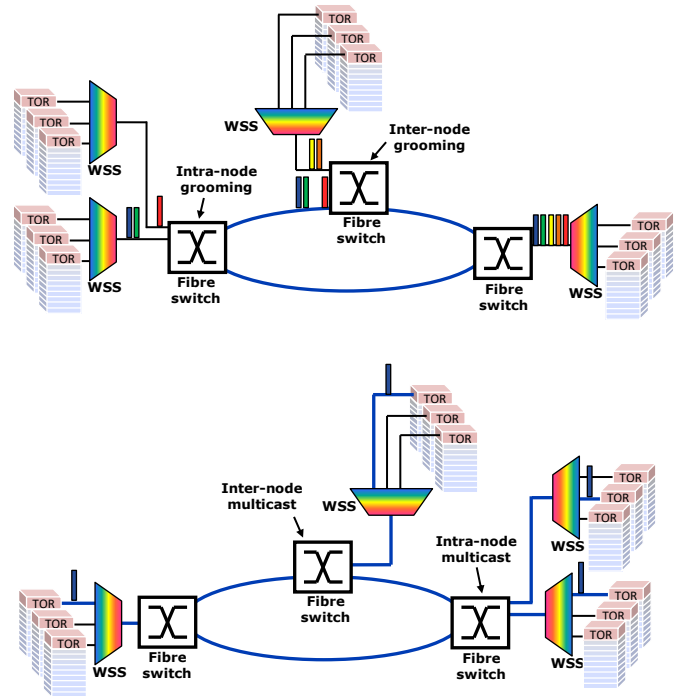 TOR
TOR
TOR
WSS
TOR
TOR
TOR
WSS
Intra-node
grooming
Fibre
switch
TOR
TOR
TOR
WSS
Inter-node
grooming
Fibre
switch
Fibre
switch
WSS
TOR
TOR
TOR
TOR
TOR
TOR
WSS
Inter-node
multicast
Fibre
switch
Intra-node
multicast
TOR
TOR
TOR
WSS
TOR
TOR
TOR
WSS
Fibre
switch
TOR
TOR
TOR
WSS
Fibre
switch